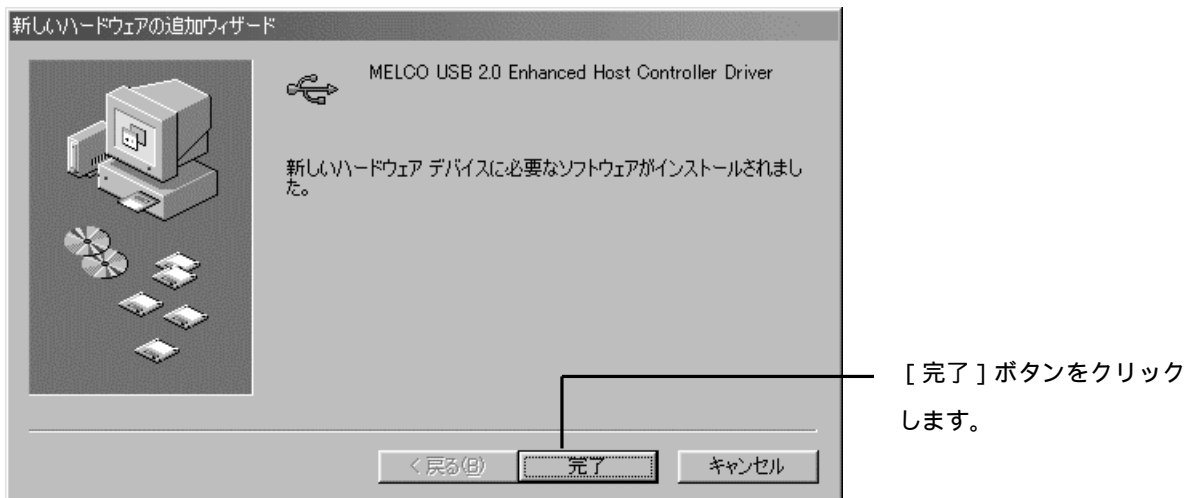 新しいハードウェアの追加ウィザード
MELCO USB 2.0 Enhanced Host Controller Driver
新しいハードウェア デバイスに必要なソフトウェアがインストールされまし
た。
[ 完了 ] ボタンをクリック
します。
< 戻る(B) 完了 キャンセル